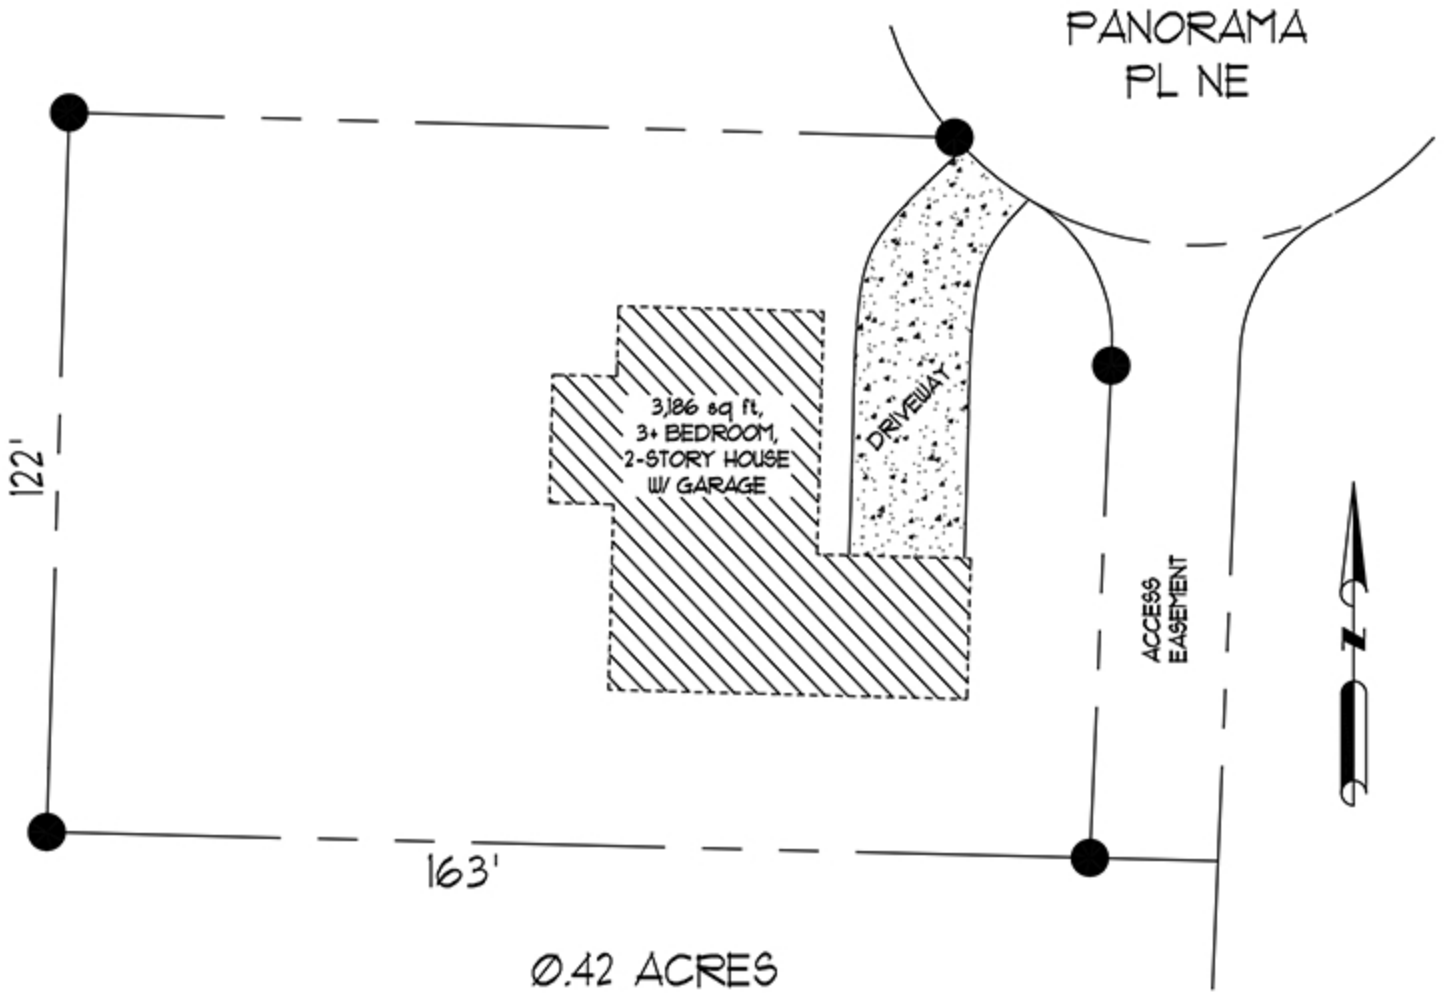 PANORAMA
PL NE
122'
3,186 sq ft,
3+ BEDROOM,
2-STORY HOUSE
W/ GARAGE
DRIVEWAY
ACCESS
EASEMENT
N
163'
0.42 ACRES